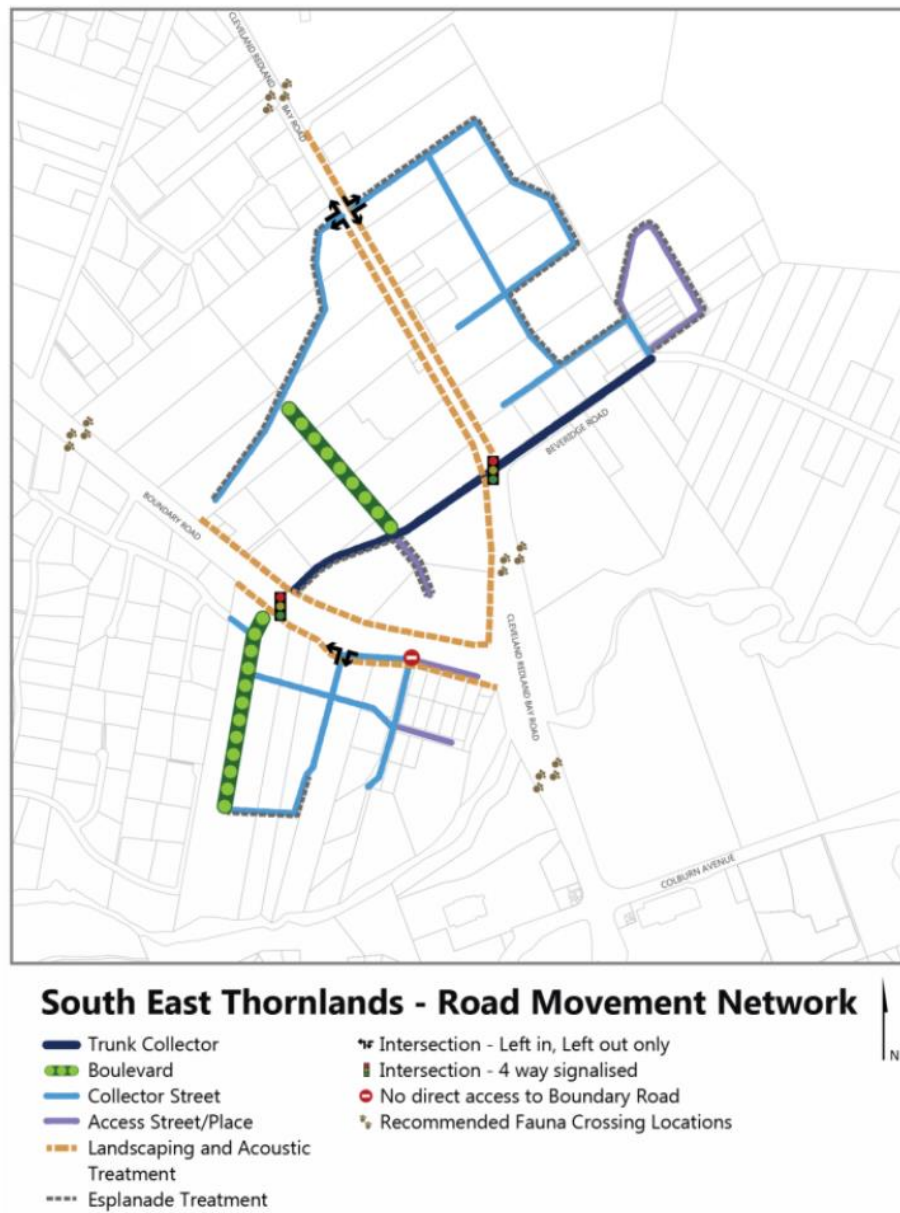 CLEVELAND REDLAND
BAY ROAD
BEVERIDGE ROAD
BOUNDARY ROAD
CLEVELAND REDLAND BAY ROAD
COLBURN AVENUE
South East Thornlands - Road Movement Network
Trunk Collector
Boulevard
Collector Street
Access Street/Place
Landscaping and Acoustic
Treatment
Esplanade Treatment
Intersection - Left in, Left out only
Intersection - 4 way signalised
No direct access to Boundary Road
Recommended Fauna Crossing Locations
N